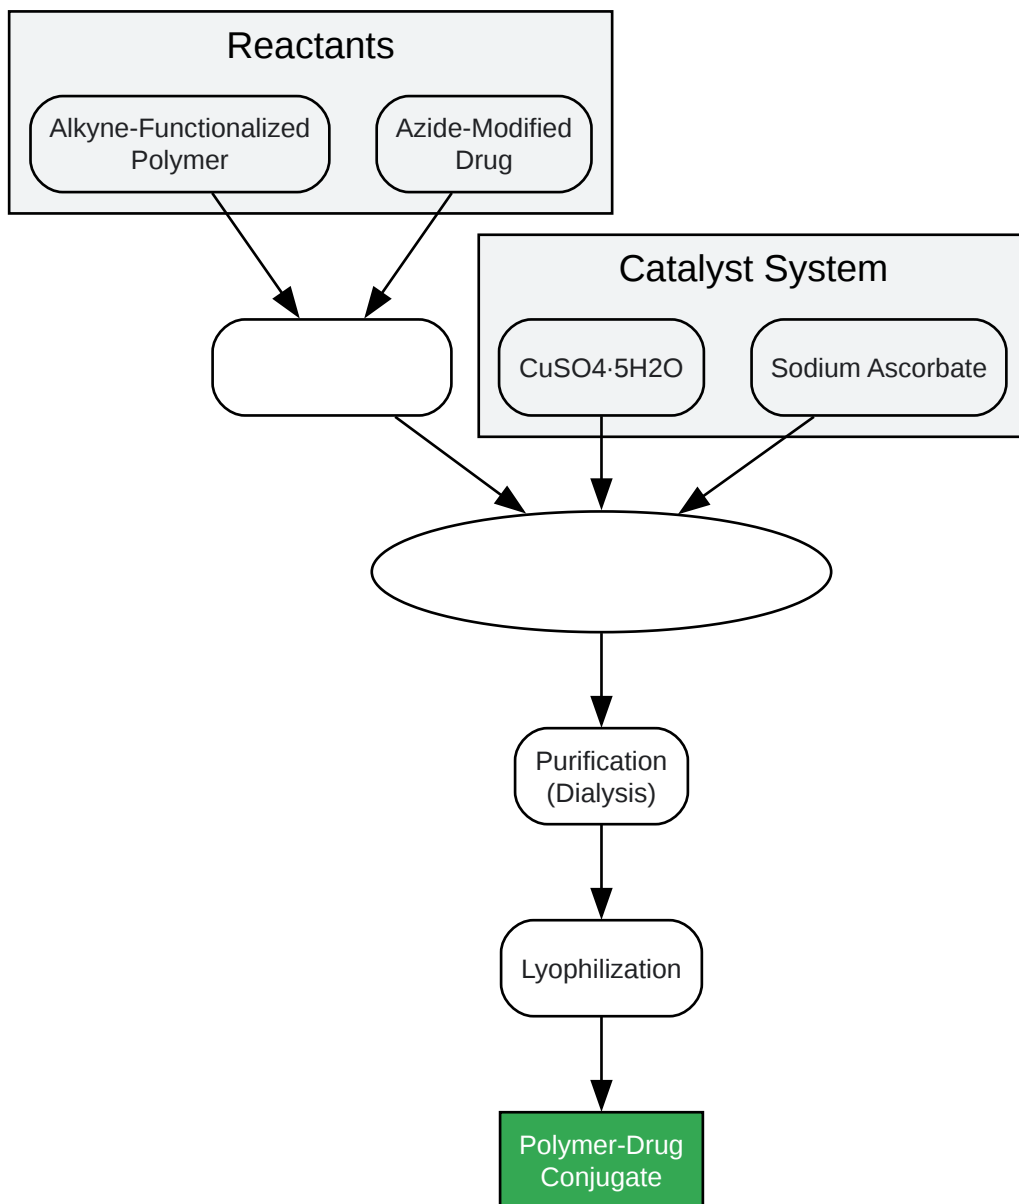 Reactants
Alkyne-Functionalized
Polymer
Azide-Modified
Drug
Catalyst System
CuSO4·5H2O
Sodium Ascorbate
Purification
(Dialysis)
Lyophilization
Polymer-Drug
Conjugate